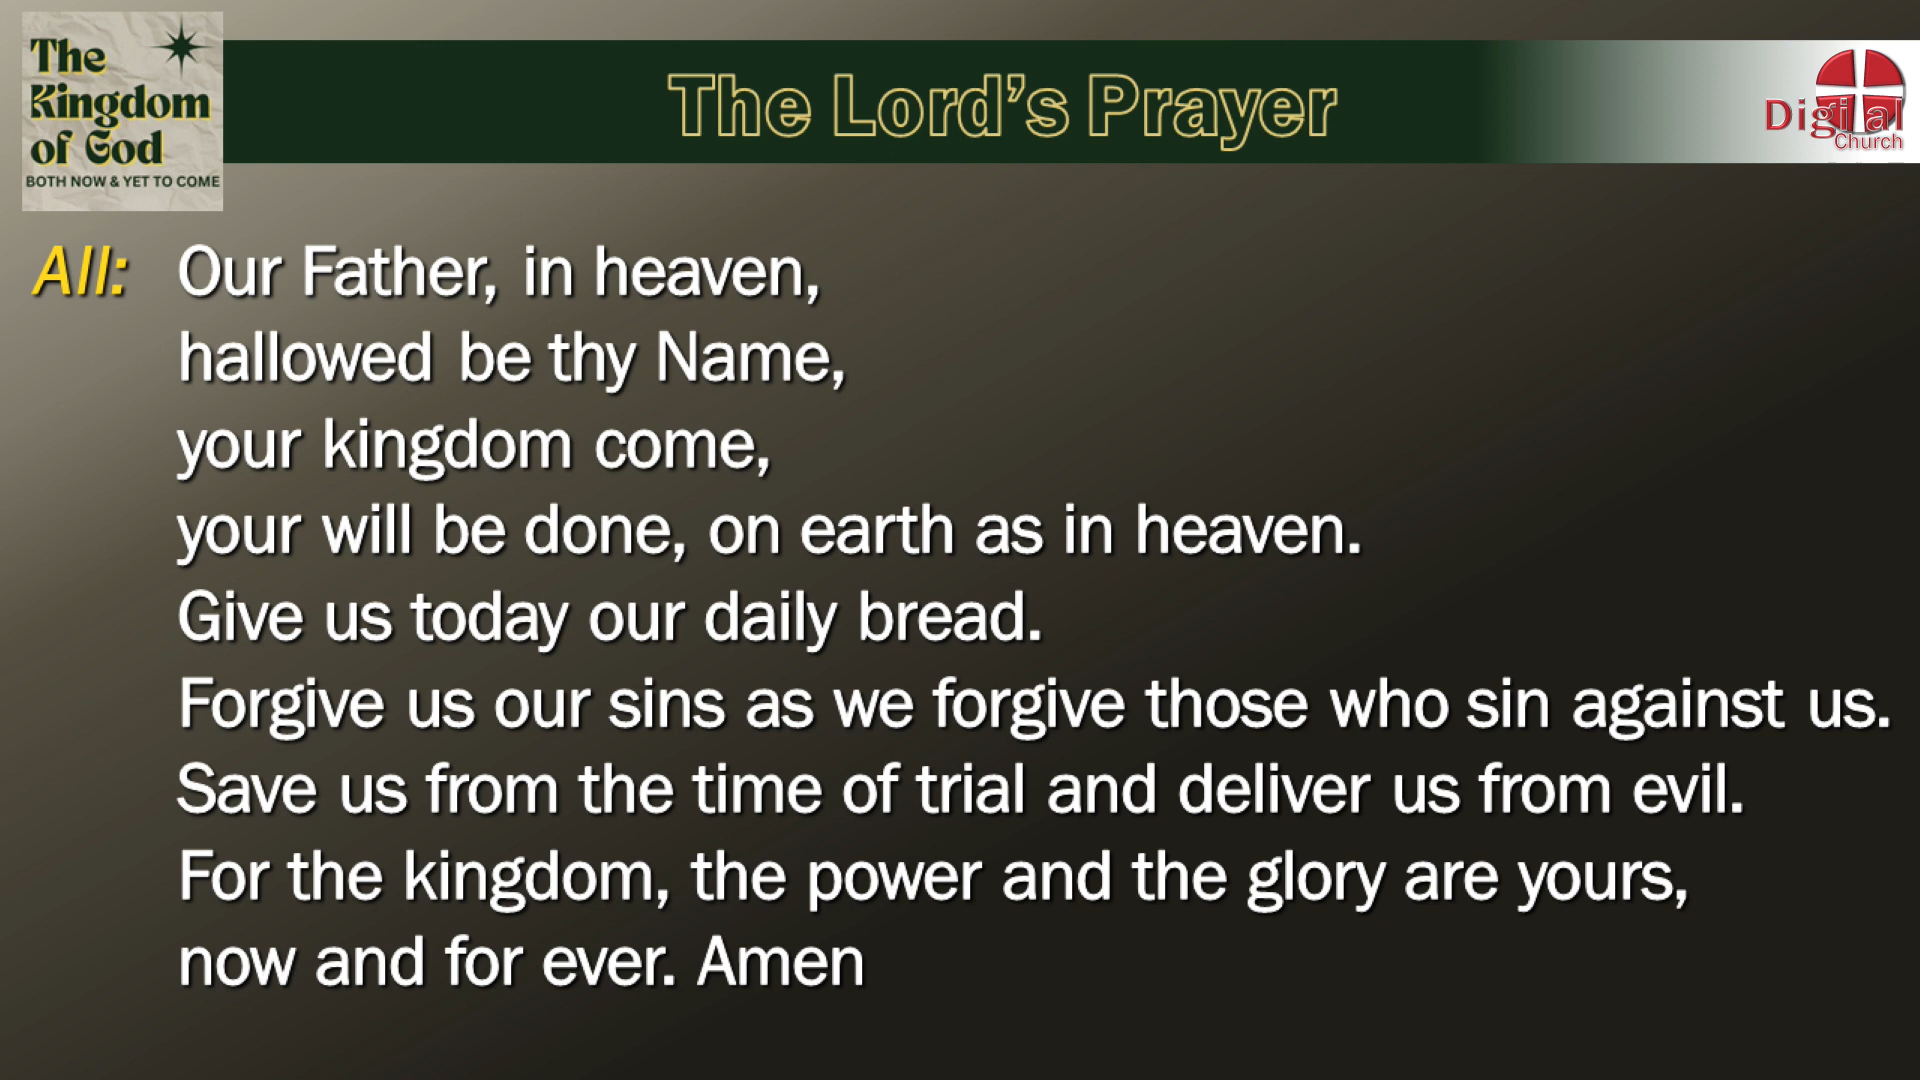 The
Kingdom
of God
BOTH NOW & YET TO COME
The Lord's Prayer
Digital
Church
All: Our Father, in heaven,
hallowed be thy Name,
your kingdom come,
your will be done, on earth as in heaven.
Give us today our daily bread.
Forgive us our sins as we forgive those who sin against us.
Save us from the time of trial and deliver us from evil.
For the kingdom, the power and the glory are yours,
now and for ever. Amen